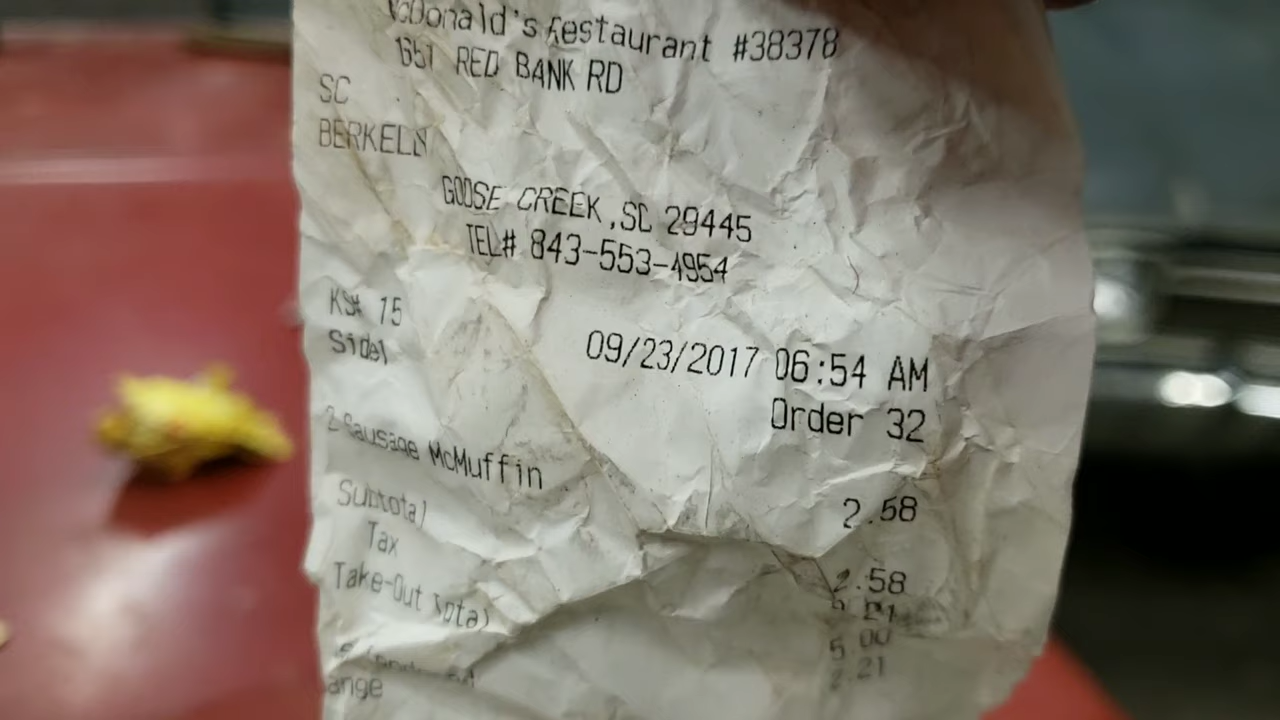 McDonald's Restaurant #38378
1651 RED BANK RD
SC
BERKELEY
GOOSE CREEK ,SC 29445
TEL# 843-553-4954
KS# 15
Side1
09/23/2017 06:54 AM
Order 32
2 Sausage McMuffin 2.58
Subtotal 2.58
Tax
Take-Out Total
5.00
2.21